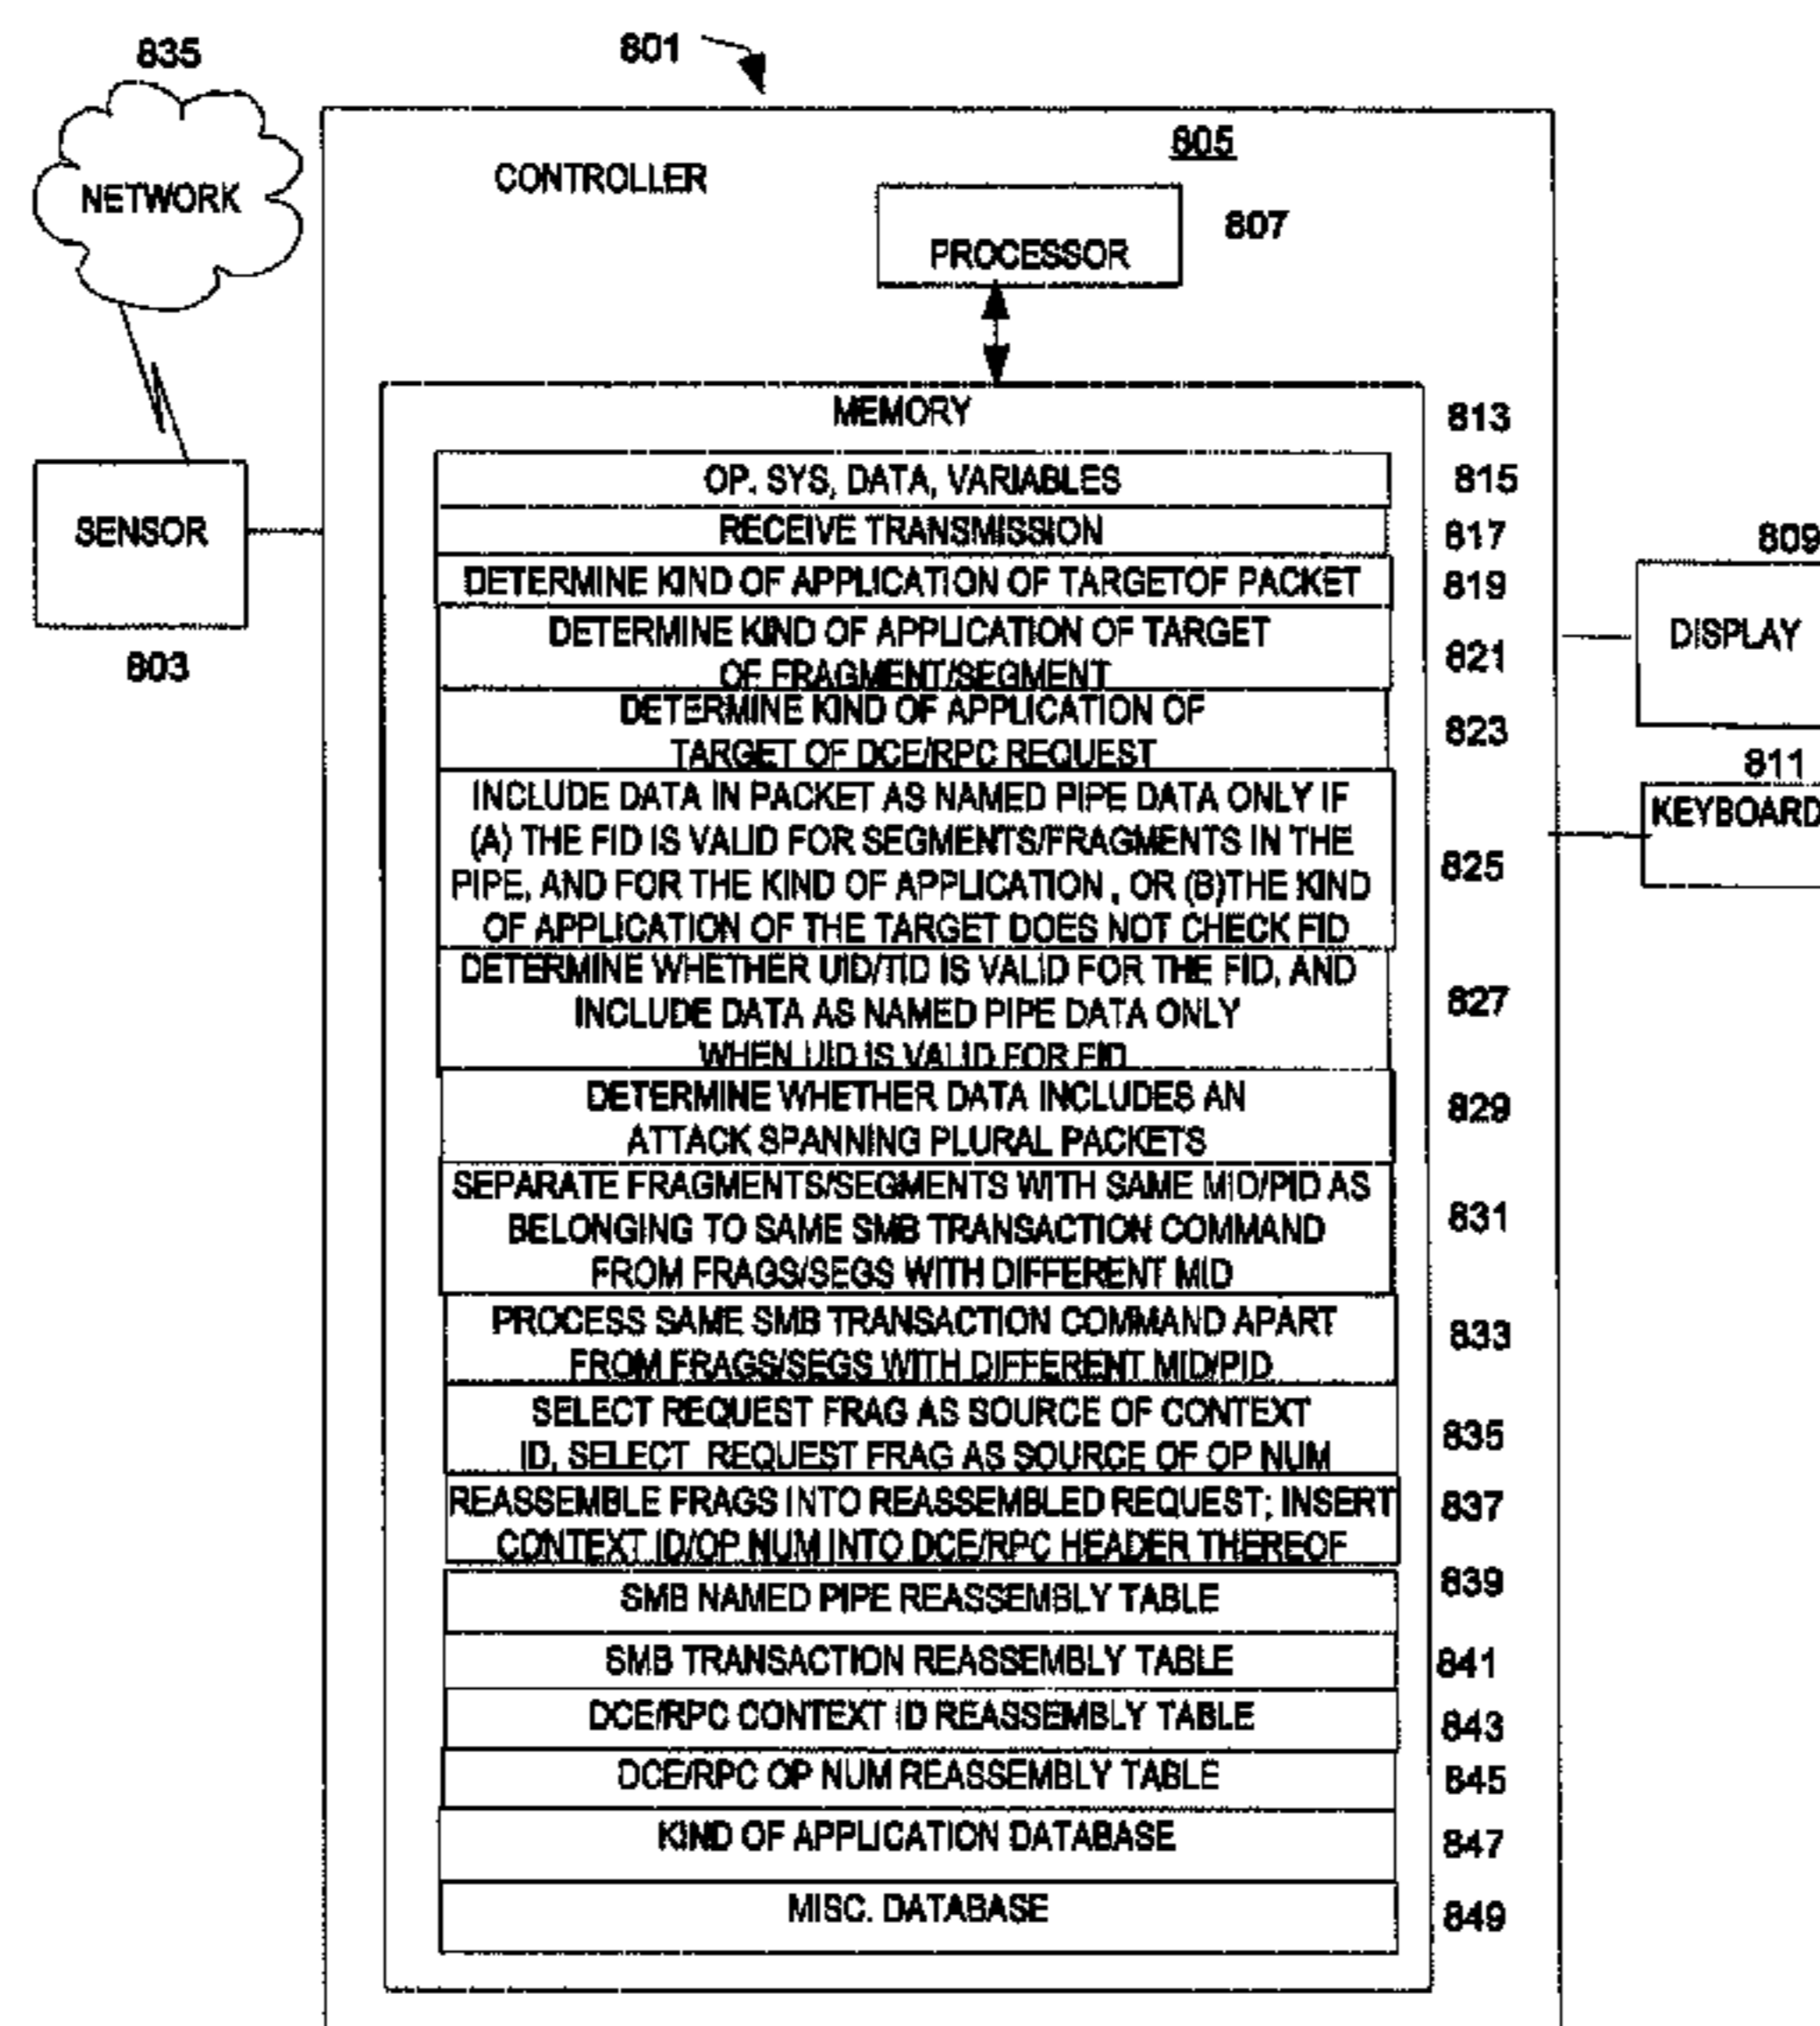 835
801
805
CONTROLLER
NETWORK
807
PROCESSOR
MEMORY
813
OP. SYS, DATA, VARIABLES
815
SENSOR
803
RECEIVE TRANSMISSION
817
DETERMINE KIND OF APPLICATION OF TARGETOF PACKET
819
DETERMINE KIND OF APPLICATION OF TARGET
OF FRAGMENT/SEGMENT
821
DETERMINE KIND OF APPLICATION OF
TARGET OF DCE/RPC REQUEST
823
809
DISPLAY
811
KEYBOARD
INCLUDE DATA IN PACKET AS NAMED PIPE DATA ONLY IF
(A) THE FID IS VALID FOR SEGMENTS/FRAGMENTS IN THE
PIPE, AND FOR THE KIND OF APPLICATION , OR (B)THE KIND
OF APPLICATION OF THE TARGET DOES NOT CHECK FID
825
DETERMINE WHETHER UID/TID IS VALID FOR THE FID, AND
INCLUDE DATA AS NAMED PIPE DATA ONLY
WHEN UID IS VALID FOR FID
827
DETERMINE WHETHER DATA INCLUDES AN
ATTACK SPANNING PLURAL PACKETS
829
SEPARATE FRAGMENTS/SEGMENTS WITH SAME MID/PID AS
BELONGING TO SAME SMB TRANSACTION COMMAND
FROM FRAGS/SEGS WITH DIFFERENT MID
831
PROCESS SAME SMB TRANSACTION COMMAND APART
FROM FRAGS/SEGS WITH DIFFERENT MID/PID
833
SELECT REQUEST FRAG AS SOURCE OF CONTEXT
ID, SELECT REQUEST FRAG AS SOURCE OF OP NUM
835
REASSEMBLE FRAGS INTO REASSEMBLED REQUEST; INSERT
CONTEXT ID/OP NUM INTO DCE/RPC HEADER THEREOF
837
SMB NAMED PIPE REASSEMBLY TABLE
839
SMB TRANSACTION REASSEMBLY TABLE
841
DCE/RPC CONTEXT ID REASSEMBLY TABLE
843
DCE/RPC OP NUM REASSEMBLY TABLE
845
KIND OF APPLICATION DATABASE
847
MISC. DATABASE
849